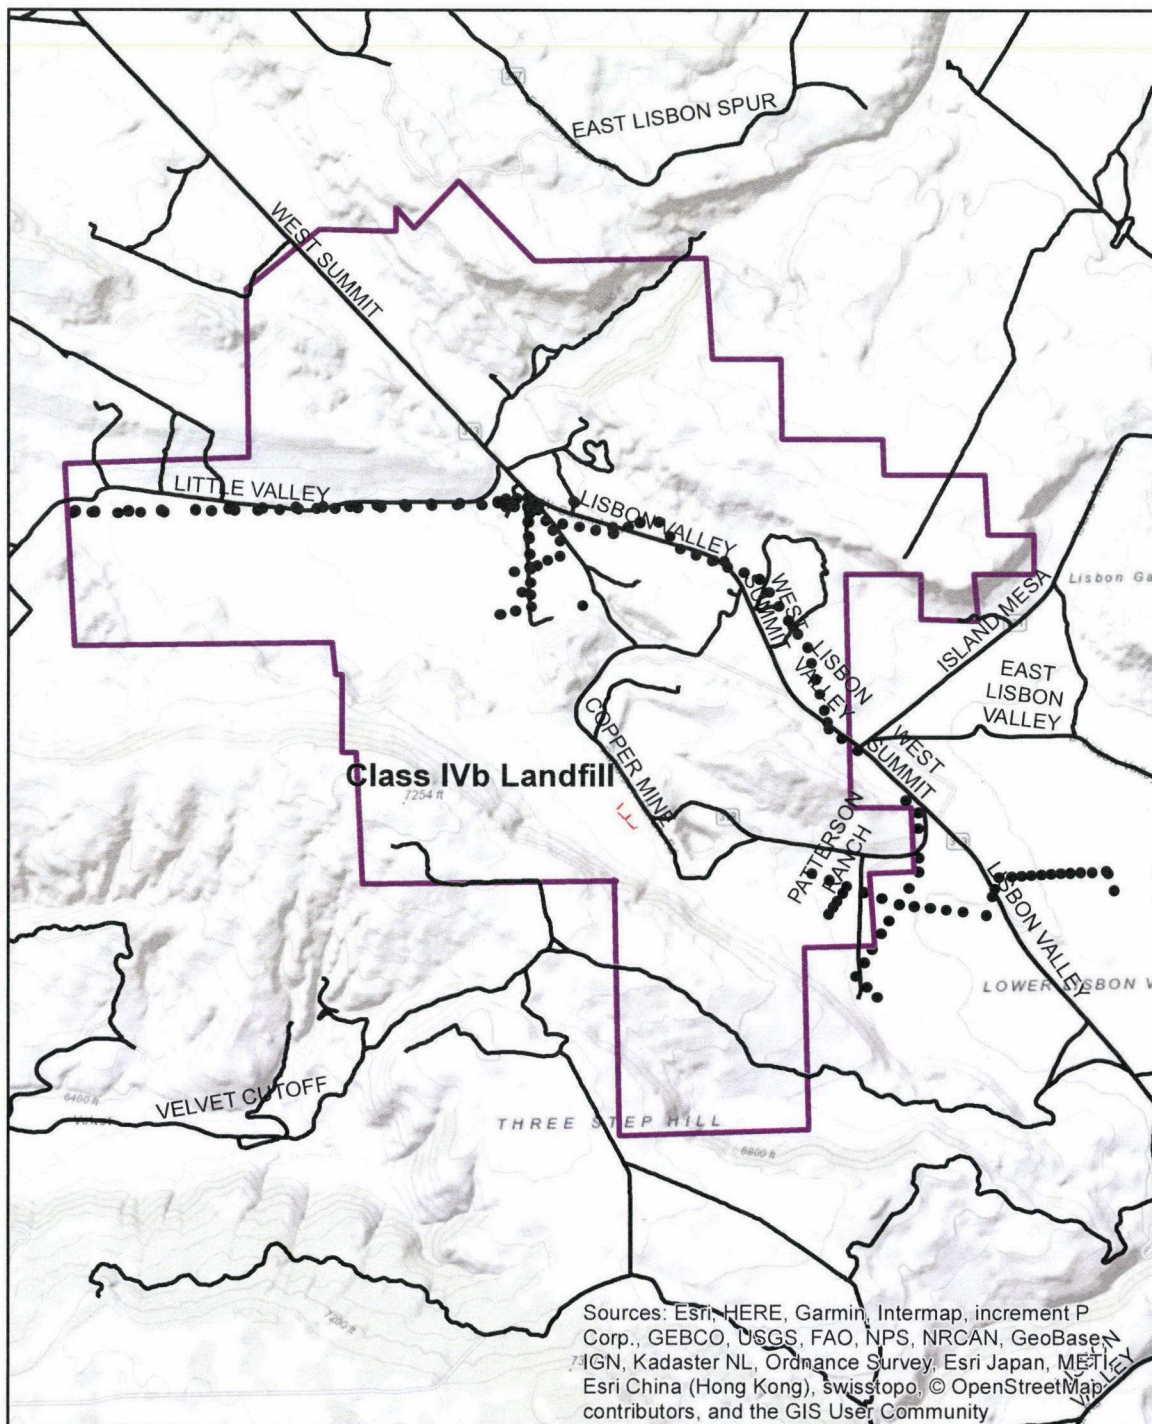 EAST LISBON SPUR
WEST SUMMIT
LITTLE VALLEY
LISBON VALLEY
Lisbon Ga
ISLAND MESA
WEST LISBON
SUMMIT VALLEY
EAST
LISBON
VALLEY
WEST
SUMMIT
COPPER MINE
Class IVb Landfill
7254 ft
PATTERSON
RANCH
LISBON VALLEY
LOWER LISBON V
VELVET CUTOFF
6400 ft
Velvet
THREE STEP HILL
6800 ft
7200 ft
Sources: Esri, HERE, Garmin, Intermap, increment P
Corp., GEBCO, USGS, FAO, NPS, NRCAN, GeoBase,
IGN, Kadaster NL, Ordnance Survey, Esri Japan, METI,
Esri China (Hong Kong), swisstopo, © OpenStreetMap
contributors, and the GIS User Community
VALLEY